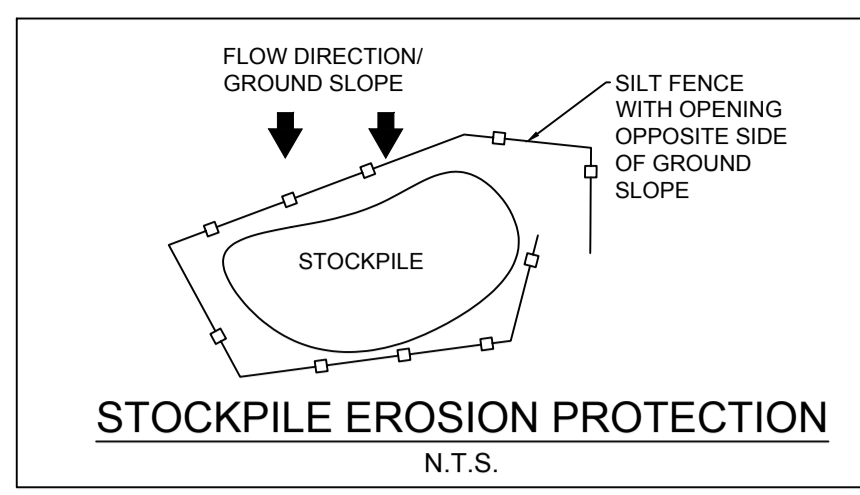 FLOW DIRECTION/
GROUND SLOPE
SILT FENCE
WITH OPENING
OPPOSITE SIDE
OF GROUND
SLOPE
STOCKPILE
STOCKPILE EROSION PROTECTION
N.T.S.